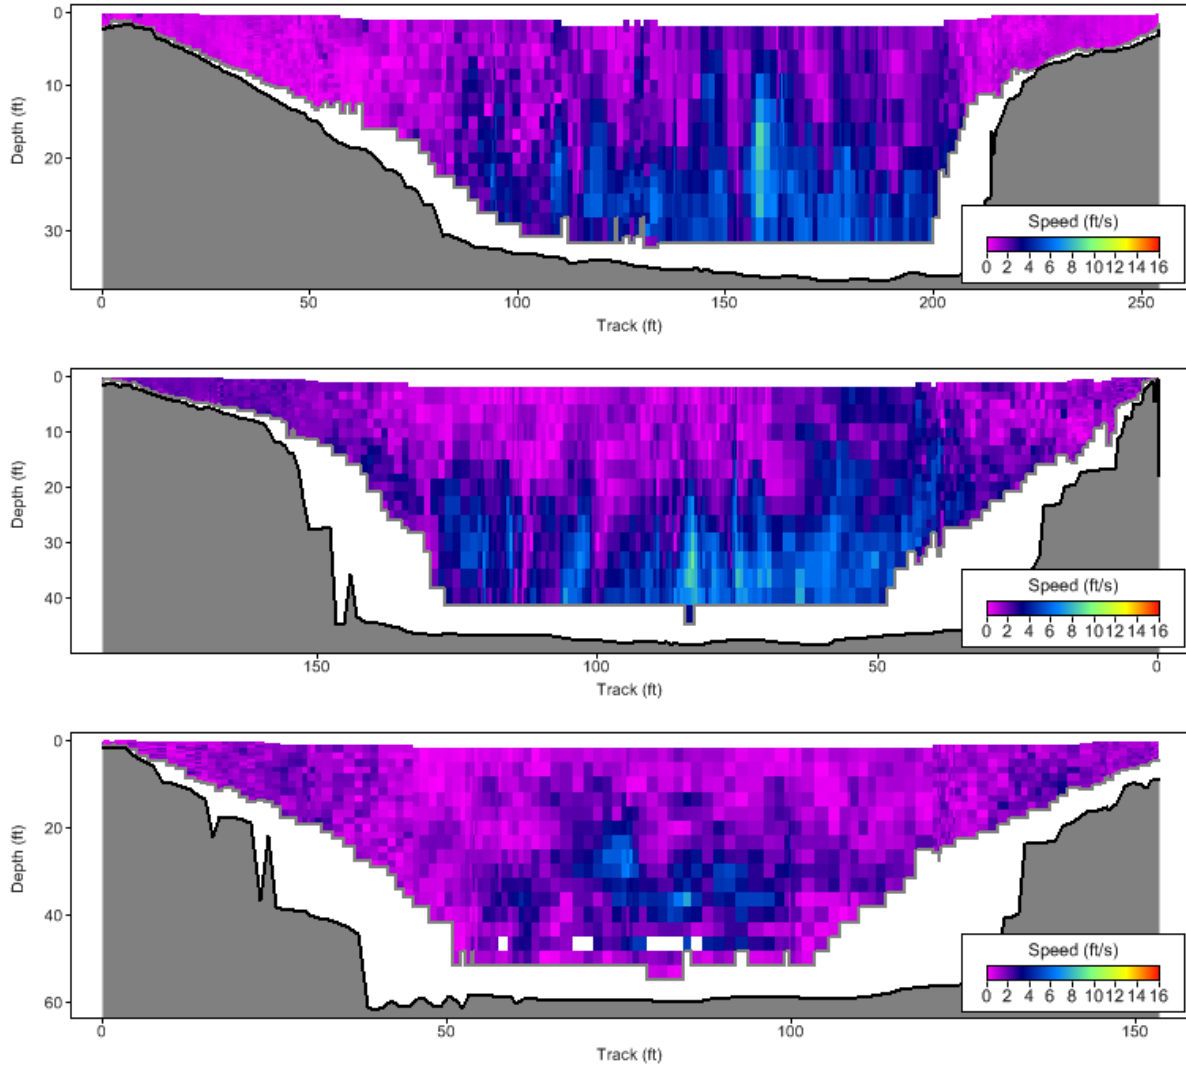 0
10
20
30
Depth (ft)
Speed (ft/s)
0 2 4 6 8 10 12 14 16
0 50 100 150 200 250
Track (ft)
0
10
20
30
40
Depth (ft)
Speed (ft/s)
0 2 4 6 8 10 12 14 16
150 100 50 0
Track (ft)
0
20
40
60
Depth (ft)
Speed (ft/s)
0 2 4 6 8 10 12 14 16
0 50 100 150
Track (ft)